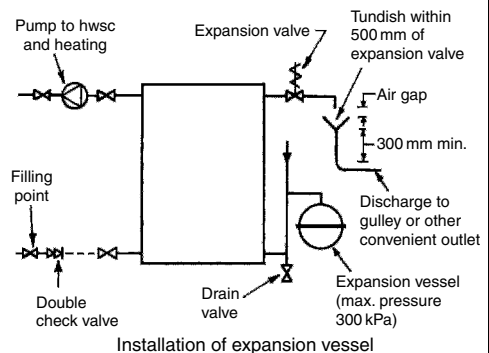 Pump to hwsc
and heating
Expansion valve
Tundish within
500 mm of
expansion valve
Air gap
300 mm min.
Discharge to
gulley or other
convenient outlet
Filling
point
Double
check valve
Drain
valve
Expansion vessel
(max. pressure
300 kPa)
Installation of expansion vessel